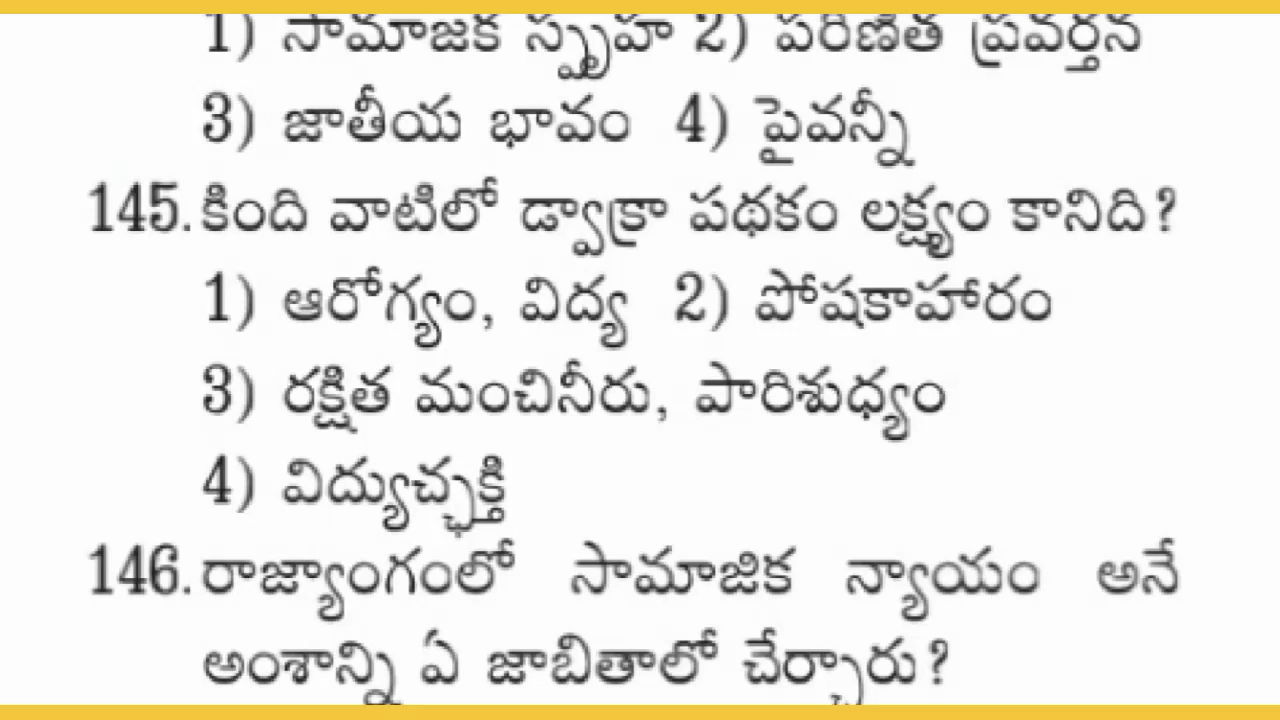 1) సామాజిక స్పృహ 2) పరిణిత ప్రవర్తన
3) జాతీయ భావం 4) పైవన్నీ
145. కింది వాటిలో డ్వాక్రా పథకం లక్ష్యం కానిది?
1) ఆరోగ్యం, విద్య 2) పోషకాహారం
3) రక్షిత మంచినీరు, పారిశుధ్యం
4) విద్యుచ్ఛక్తి
146. రాజ్యాంగంలో సామాజిక న్యాయం అనే
అంశాన్ని ఏ జాబితాలో చేర్చారు?